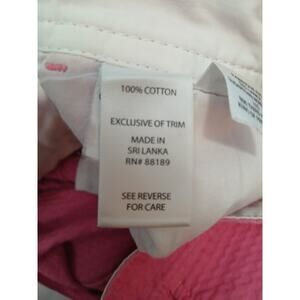 100% COTTON
EXCLUSIVE OF TRIM
MADE IN
SRI LANKA
RN# 88189
SEE REVERSE
FOR CARE